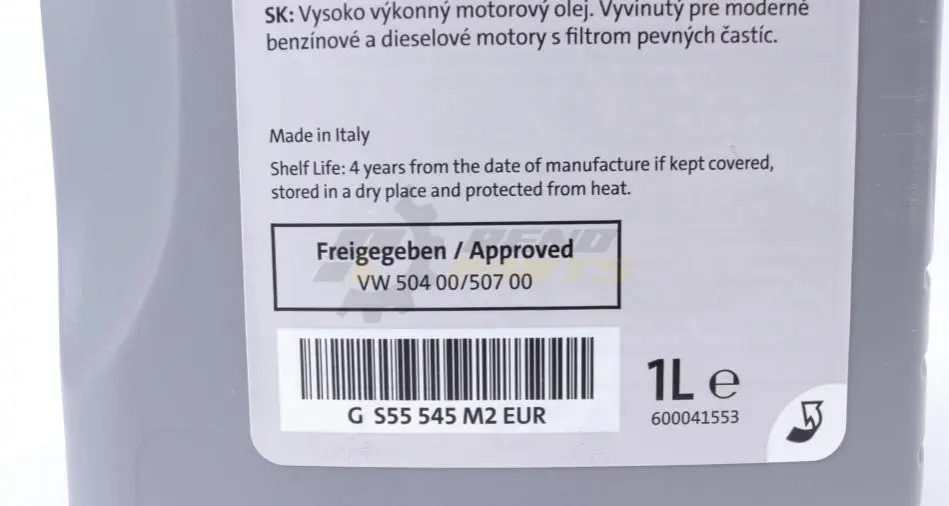 SK: Vysoko výkonný motorový olej. Vyvinutý pre moderné
benzínové a dieselové motory s filtrom pevných častíc.
Made in Italy
Shelf Life: 4 years from the date of manufacture if kept covered,
stored in a dry place and protected from heat.
Freigegeben / Approved
VW 504 00/507 00
G S55 545 M2 EUR
1L e
600041553